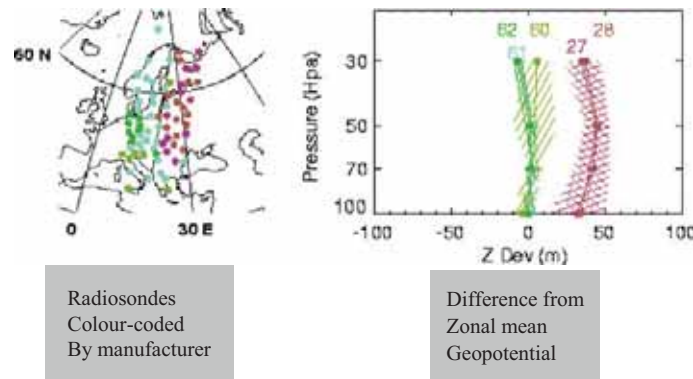 60 N
0
30 E
62 60
61
27
28
Pressure (Hpa)
30
50
70
100
-100
-50
0
50
100
Z Dev (m)
Radiosondes
Colour-coded
By manufacturer
Difference from
Zonal mean
Geopotential